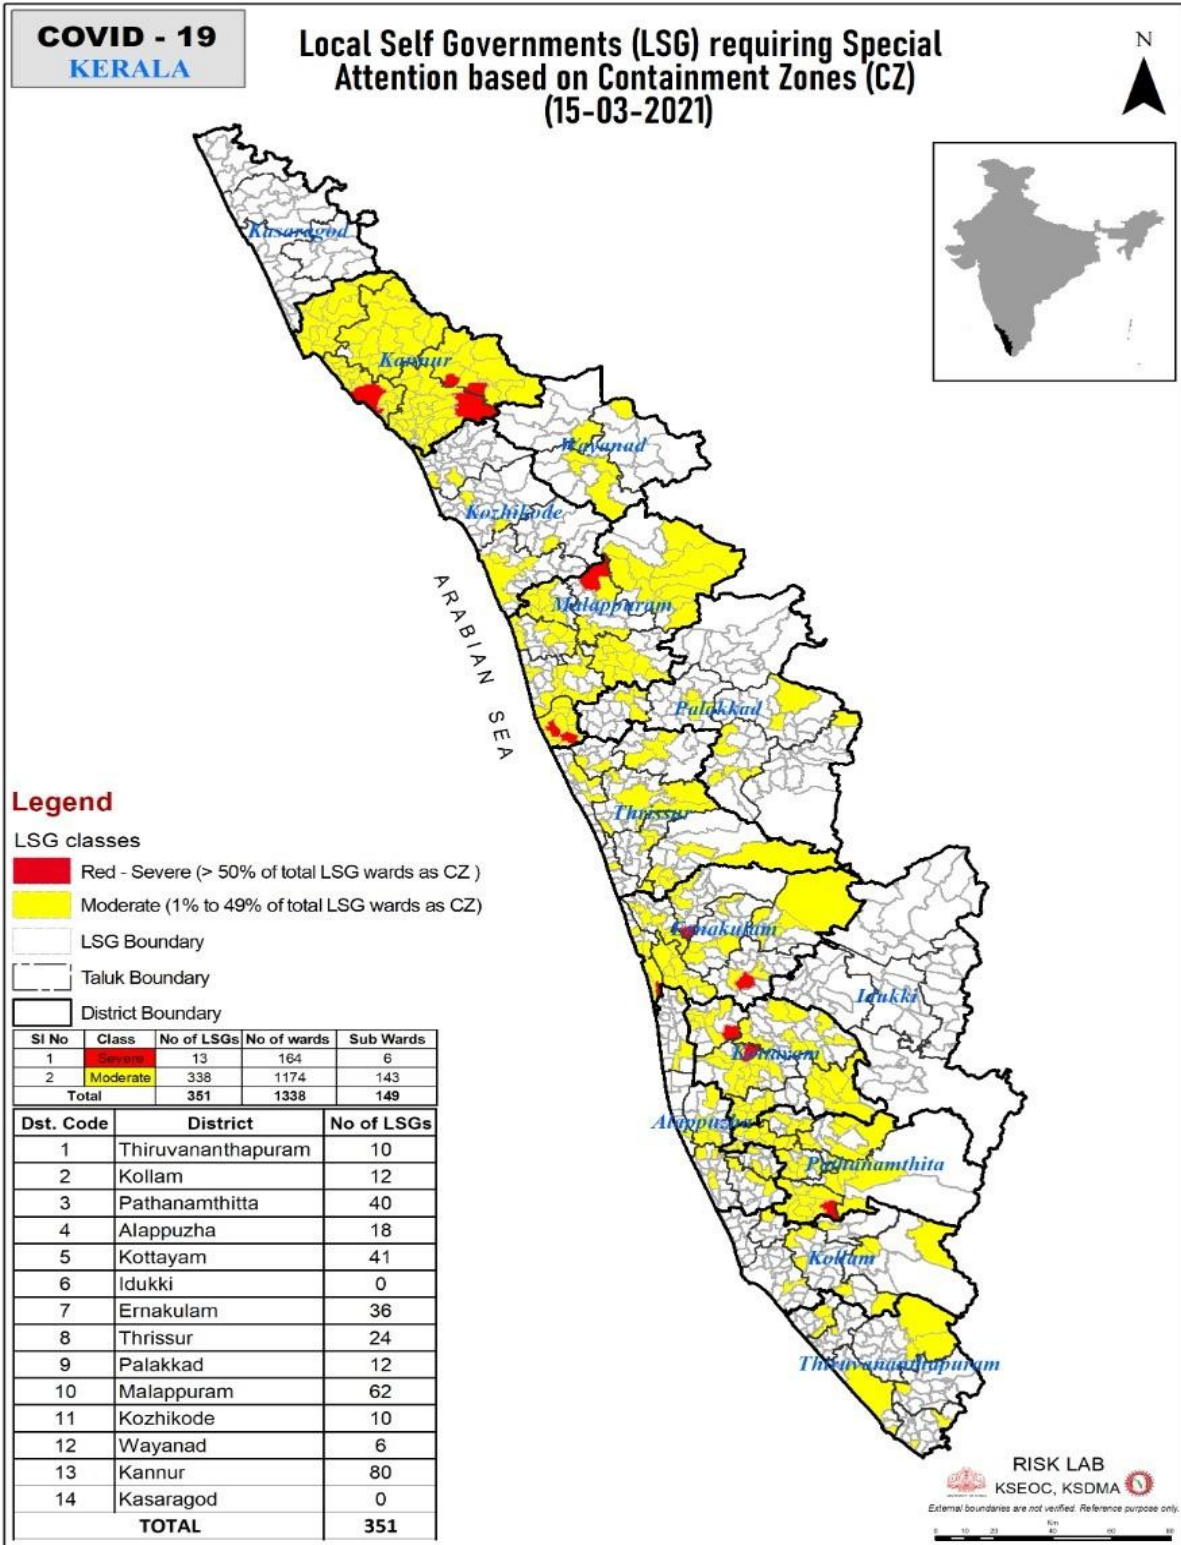 COVID - 19
KERALA
Local Self Governments (LSG) requiring Special
Attention based on Containment Zones (CZ)
(15-03-2021)
N
Kasaragod
Kannur
Wayanad
Kozhikode
Malappuram
ARABIAN SEA
Palakkad
Thrissur
Ernakulam
Idukki
Kottayam
Alappuzha
Pathanamthita
Kollam
Thiruvananthapuram
Legend
LSG classes
Red - Severe (> 50% of total LSG wards as CZ )
Moderate (1% to 49% of total LSG wards as CZ)
LSG Boundary
Taluk Boundary
District Boundary
Sl No Class No of LSGs No of wards Sub Wards
1 Severe 13 164 6
2 Moderate 338 1174 143
Total 351 1338 149
Dst. Code District No of LSGs
1 Thiruvananthapuram 10
2 Kollam 12
3 Pathanamthitta 40
4 Alappuzha 18
5 Kottayam 41
6 Idukki 0
7 Ernakulam 36
8 Thrissur 24
9 Palakkad 12
10 Malappuram 62
11 Kozhikode 10
12 Wayanad 6
13 Kannur 80
14 Kasaragod 0
TOTAL 351
RISK LAB
KSEOC, KSDMA
External boundaries are not verified. Reference purpose only.
Km
0 10 20 40 60 80